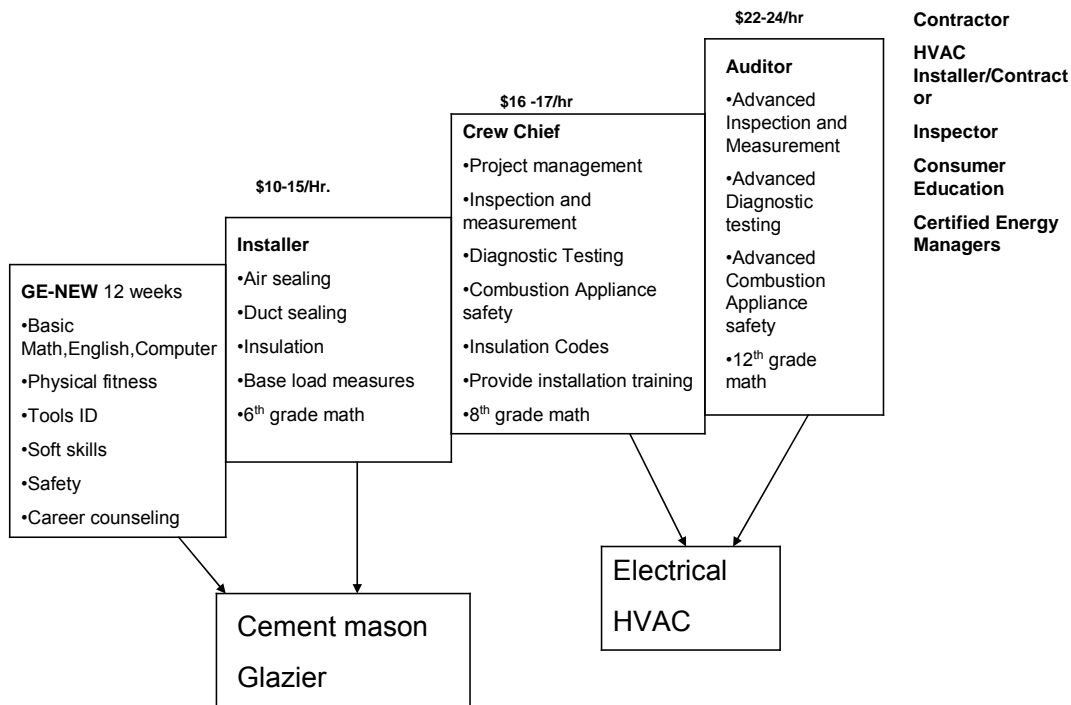 GE-NEW 12 weeks
•Basic
Math,English,Computer
•Physical fitness
•Tools ID
•Soft skills
•Safety
•Career counseling
$10-15/Hr.
Installer
•Air sealing
•Duct sealing
•Insulation
•Base load measures
•6th grade math
$16 -17/hr
Crew Chief
•Project management
•Inspection and
measurement
•Diagnostic Testing
•Combustion Appliance
safety
•Insulation Codes
•Provide installation training
•8th grade math
$22-24/hr
Auditor
•Advanced
Inspection and
Measurement
•Advanced
Diagnostic
testing
•Advanced
Combustion
Appliance
safety
•12th grade
math
Contractor
HVAC
Installer/Contract
or
Inspector
Consumer
Education
Certified Energy
Managers
Cement mason
Glazier
Electrical
HVAC